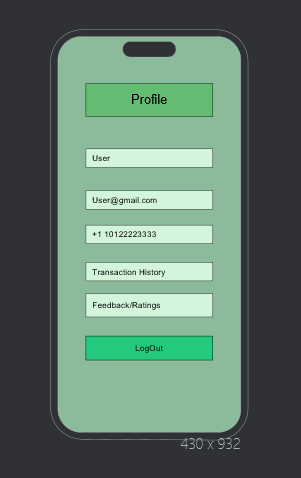 Profile
User
User@gmail.com
+1 10122223333
Transaction History
Feedback/Ratings
LogOut
430 x 932